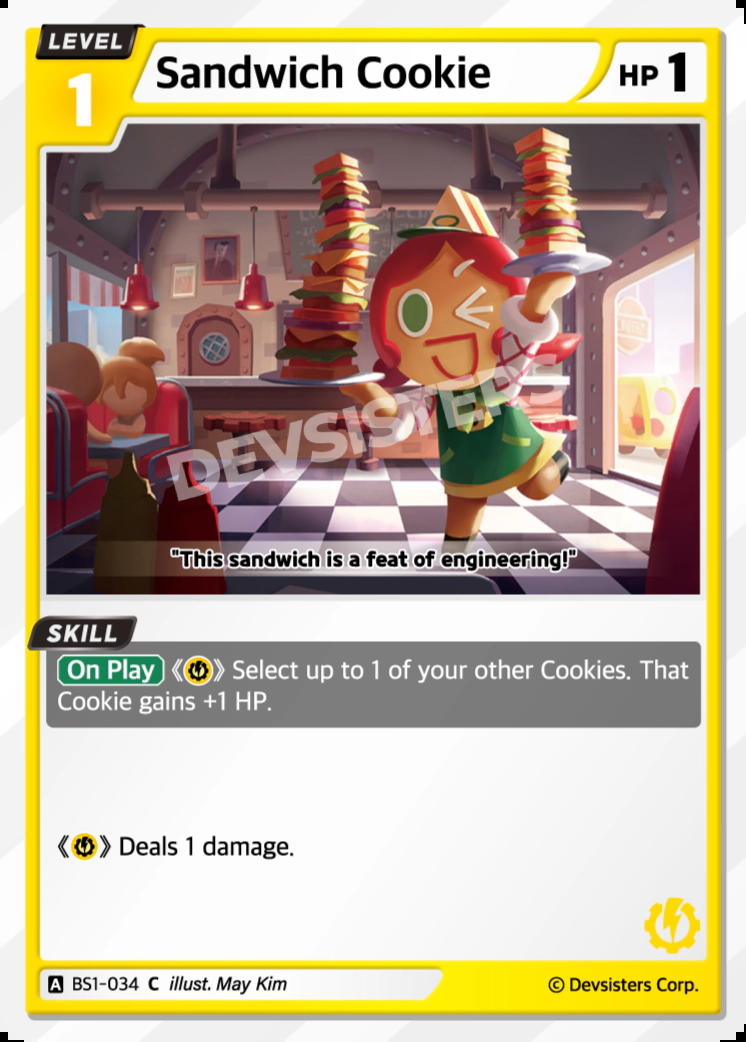 LEVEL
1
Sandwich Cookie
HP 1
DEVSISTERS
"This sandwich is a feat of engineering!"
SKILL
On Play 《》 Select up to 1 of your other Cookies. That
Cookie gains +1 HP.
《》 Deals 1 damage.
A BS1-034 C illust. May Kim
© Devsisters Corp.